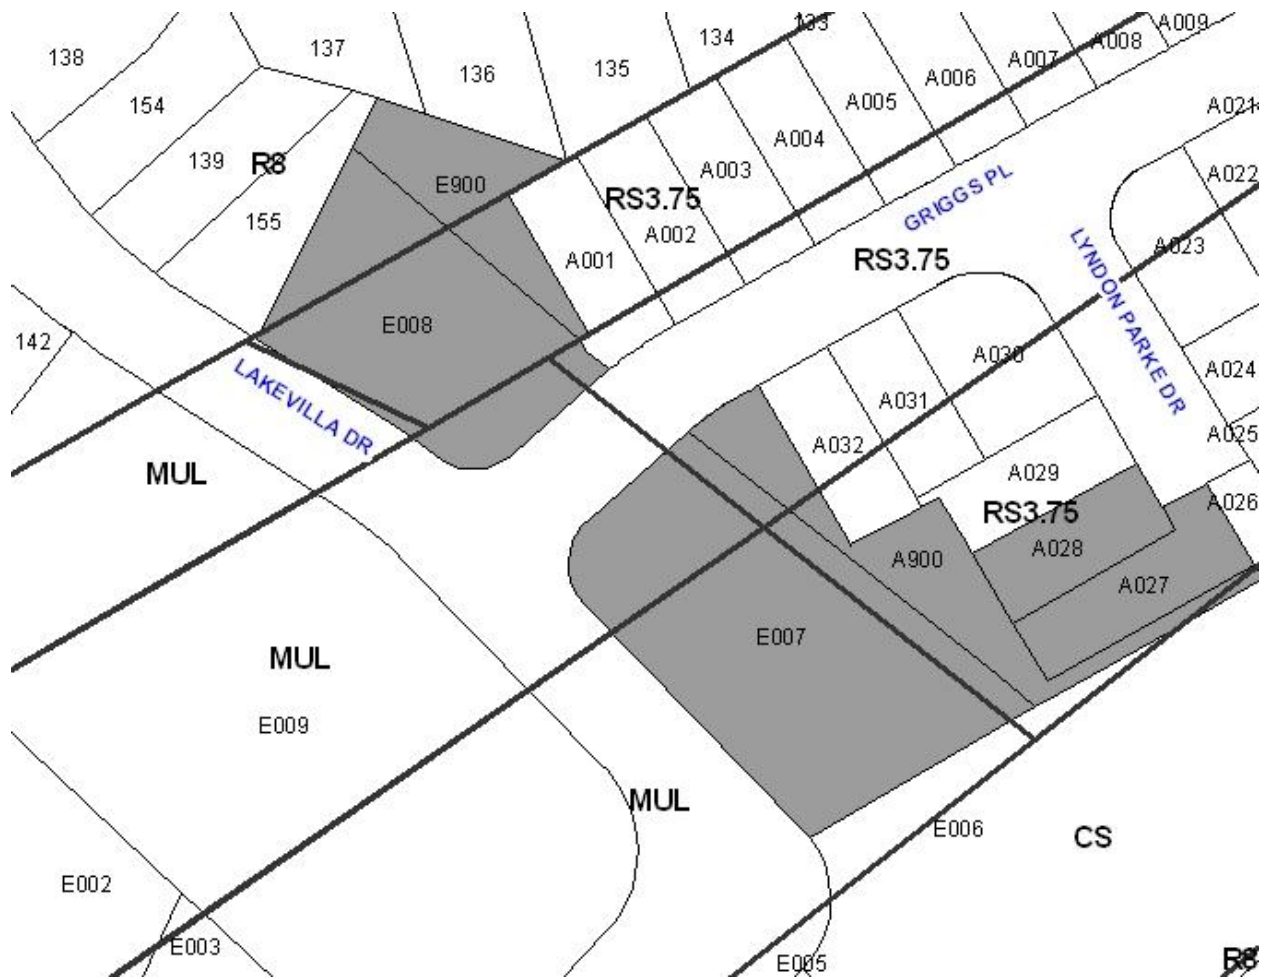 133
A009
134
A008
137
138
A007
135
136
A006
A005
154
A021
A004
139
R8
A003
A022
E900
RS3.75
GRIGGS PL
155
A002
A023
A001
RS3.75
LYNDON PARKE DR
E008
142
A030
A024
LAKEVILLA DR
A031
A025
A032
MUL
A029
A026
RS3.75
A028
A900
A027
E007
MUL
E009
MUL
E006
CS
E002
E003
R8
E005